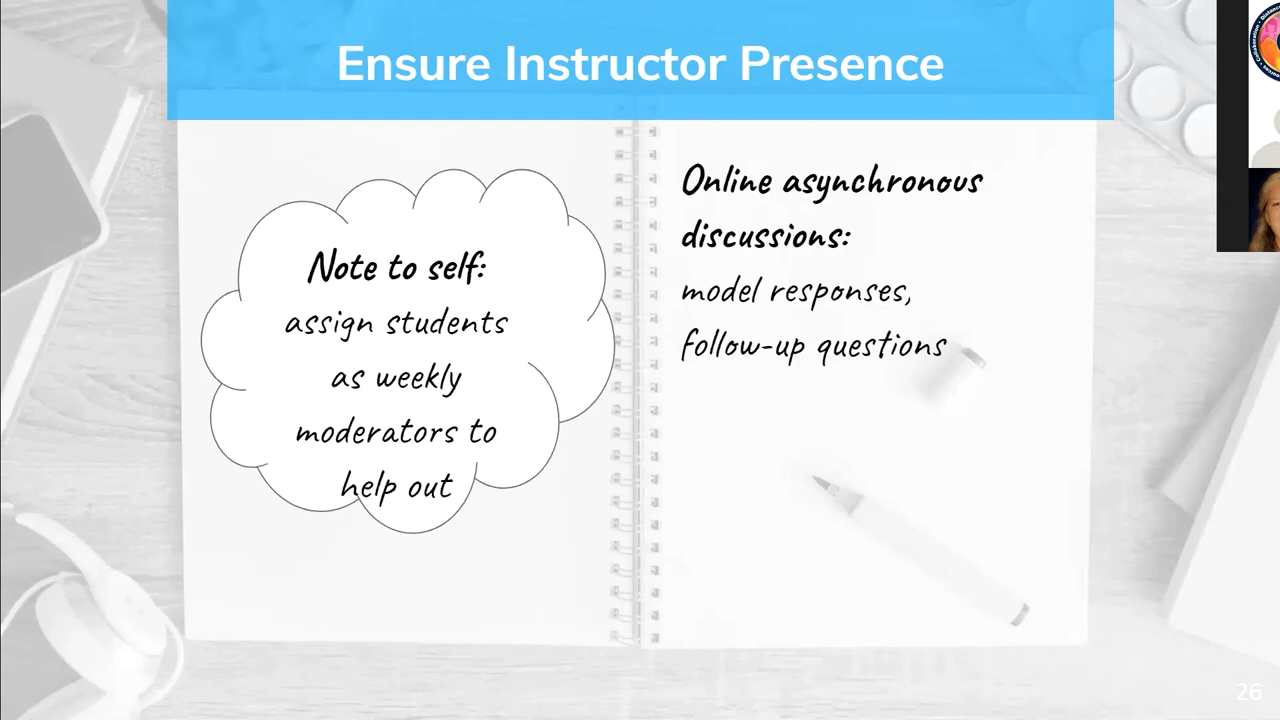 Ensure Instructor Presence
Note to self:
assign students
as weekly
moderators to
help out
Online asynchronous
discussions:
model responses,
follow-up questions
26